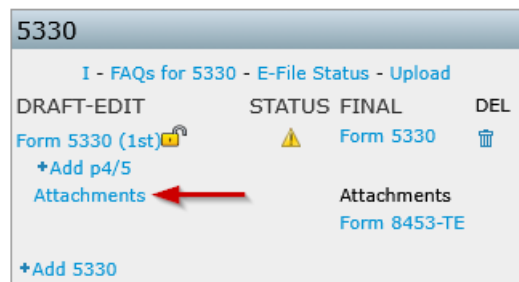 5330
I - FAQs for 5330 - E-File Status - Upload
DRAFT-EDIT STATUS FINAL DEL
Form 5330 (1st) Form 5330
+Add p4/5
Attachments Attachments
Form 8453-TE
+Add 5330